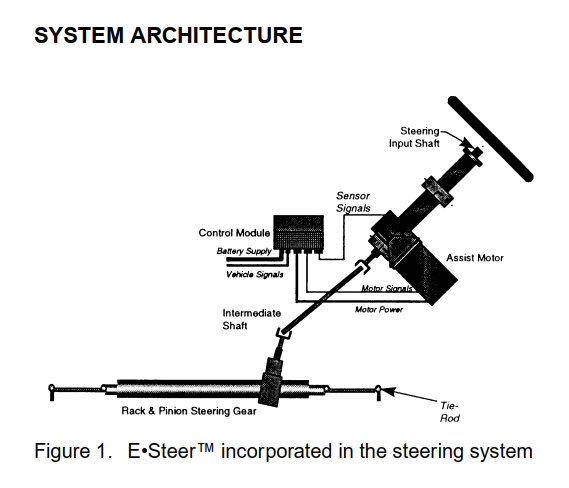 SYSTEM ARCHITECTURE
Steering
Input Shaft
Sensor
Signals
Control Module
Battery Supply
Vehicle Signals
Assist Motor
Motor Signals
Motor Power
Intermediate
Shaft
Rack & Pinion Steering Gear
Tie-
Rod
Figure 1. E•Steer™ incorporated in the steering system